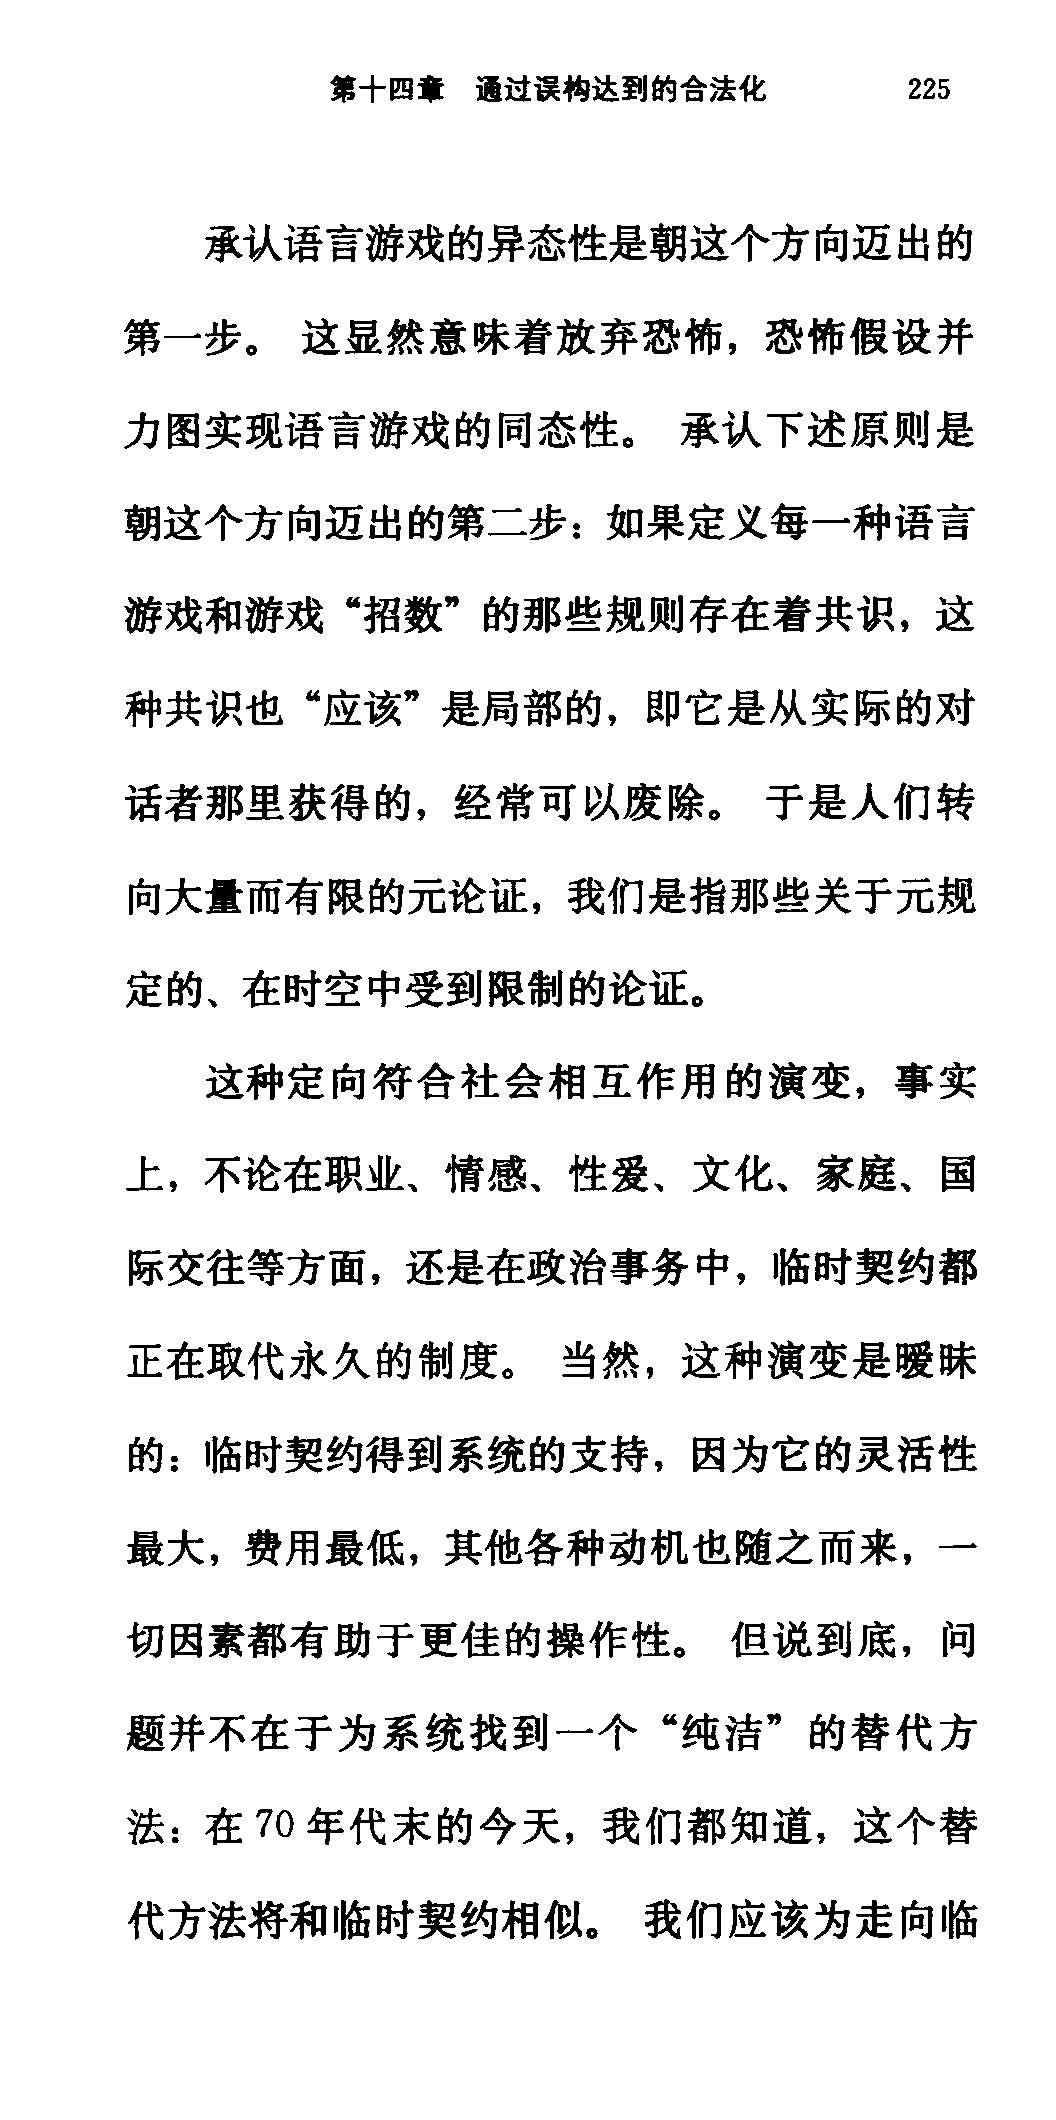 第十四章 通过误构达到的合法化 225
承认语言游戏的异态性是朝这个方向迈出的
第一步。 这显然意味着放弃恐怖，恐怖假设并
力图实现语言游戏的同态性。 承认下述原则是
朝这个方向迈出的第二步：如果定义每一种语言
游戏和游戏“招数”的那些规则存在着共识，这
种共识也“应该”是局部的，即它是从实际的对
话者那里获得的，经常可以废除。 于是人们转
向大量而有限的元论证，我们是指那些关于元规
定的、在时空中受到限制的论证。
这种定向符合社会相互作用的演变，事实
上，不论在职业、情感、性爱、文化、家庭、国
际交往等方面，还是在政治事务中，临时契约都
正在取代永久的制度。 当然，这种演变是暧昧
的：临时契约得到系统的支持，因为它的灵活性
最大，费用最低，其他各种动机也随之而来，一
切因素都有助于更佳的操作性。 但说到底，问
题并不在于为系统找到一个“纯洁”的替代方
法：在 70 年代末的今天，我们都知道，这个替
代方法将和临时契约相似。 我们应该为走向临